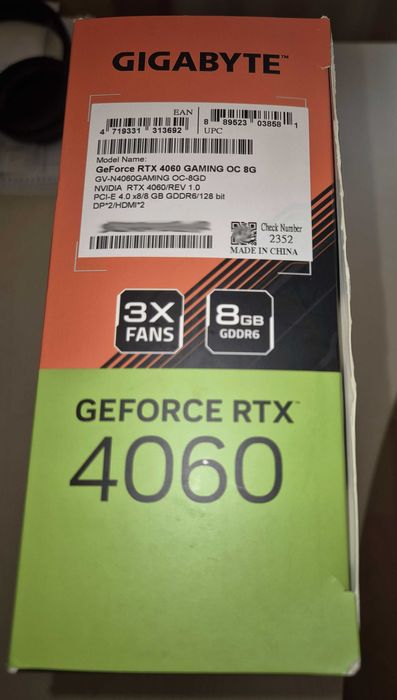 GIGABYTE™
EAN
4 719331 313692
8 89523 03858 1
UPC
Model Name:
GeForce RTX 4060 GAMING OC 8G
GV-N4060GAMING OC-8GD
NVIDIA RTX 4060/REV 1.0
PCI-E 4.0 x8/8 GB GDDR6/128 bit
DP*2/HDMI*2
Check Number
2352
MADE IN CHINA
3X
FANS
8GB
GDDR6
GEFORCE RTX™
4060